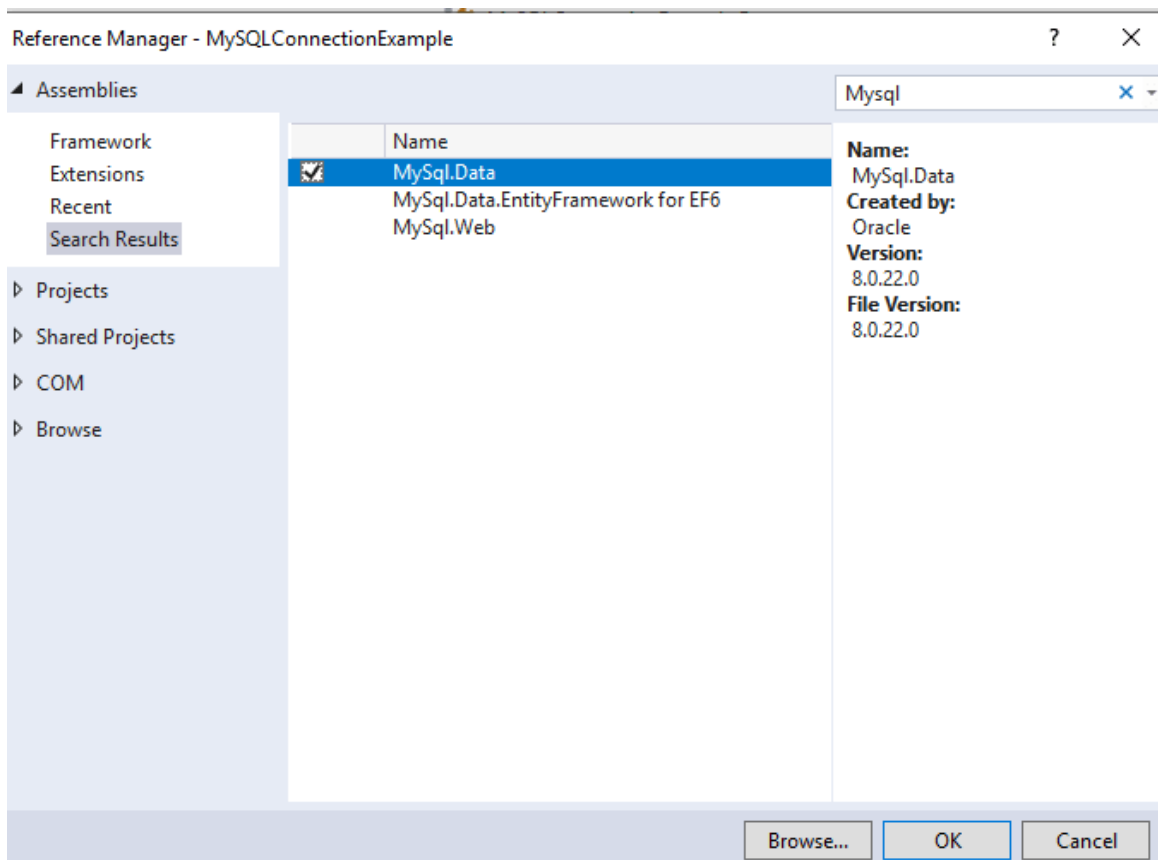 Reference Manager - MySQLConnectionExample
?
Assemblies
Mysql
Framework
Extensions
Recent
Search Results
Projects
Shared Projects
COM
Browse
Name
MySql.Data
MySql.Data.EntityFramework for EF6
MySql.Web
Name:
MySql.Data
Created by:
Oracle
Version:
8.0.22.0
File Version:
8.0.22.0
Browse...
OK
Cancel